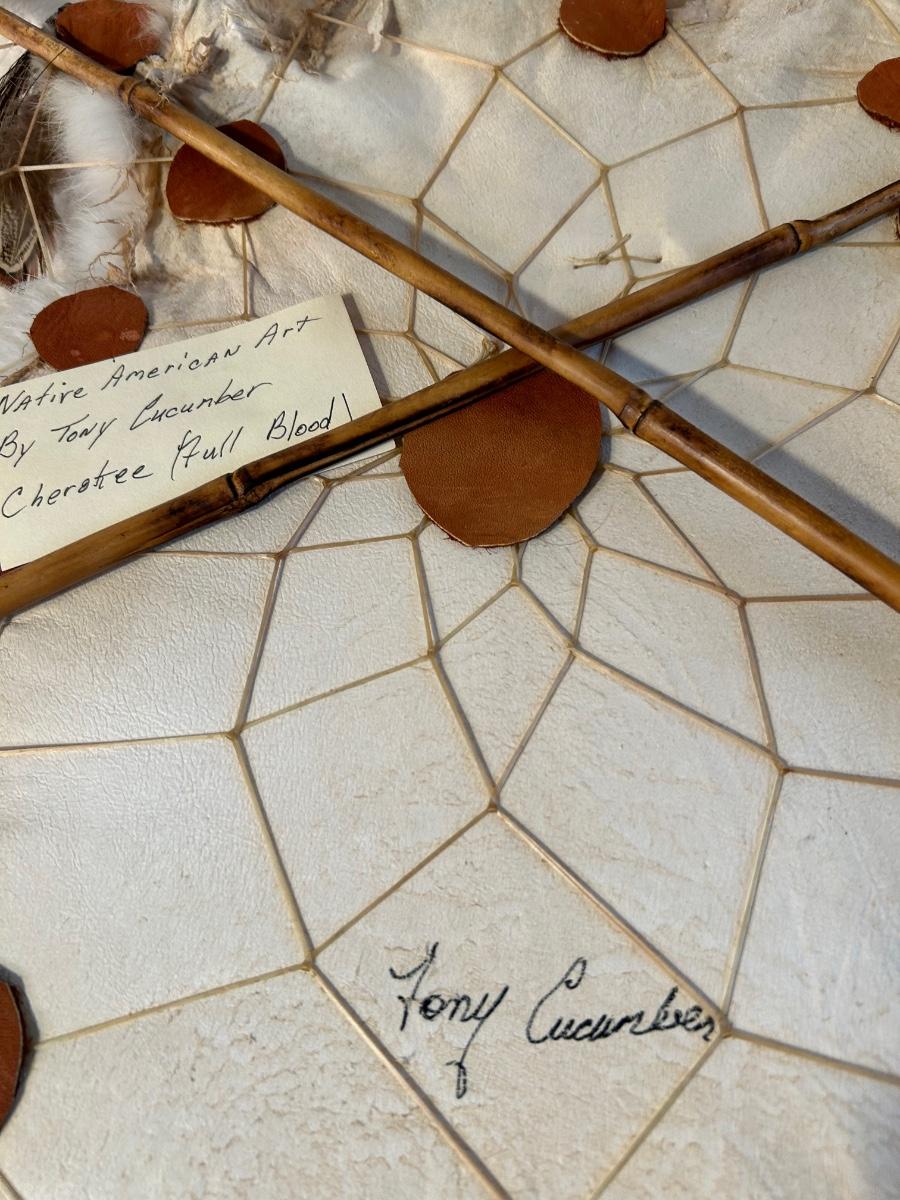 Native American Art
By Tony Cucumber
Cherokee (Full Blood)
Tony Cucumber